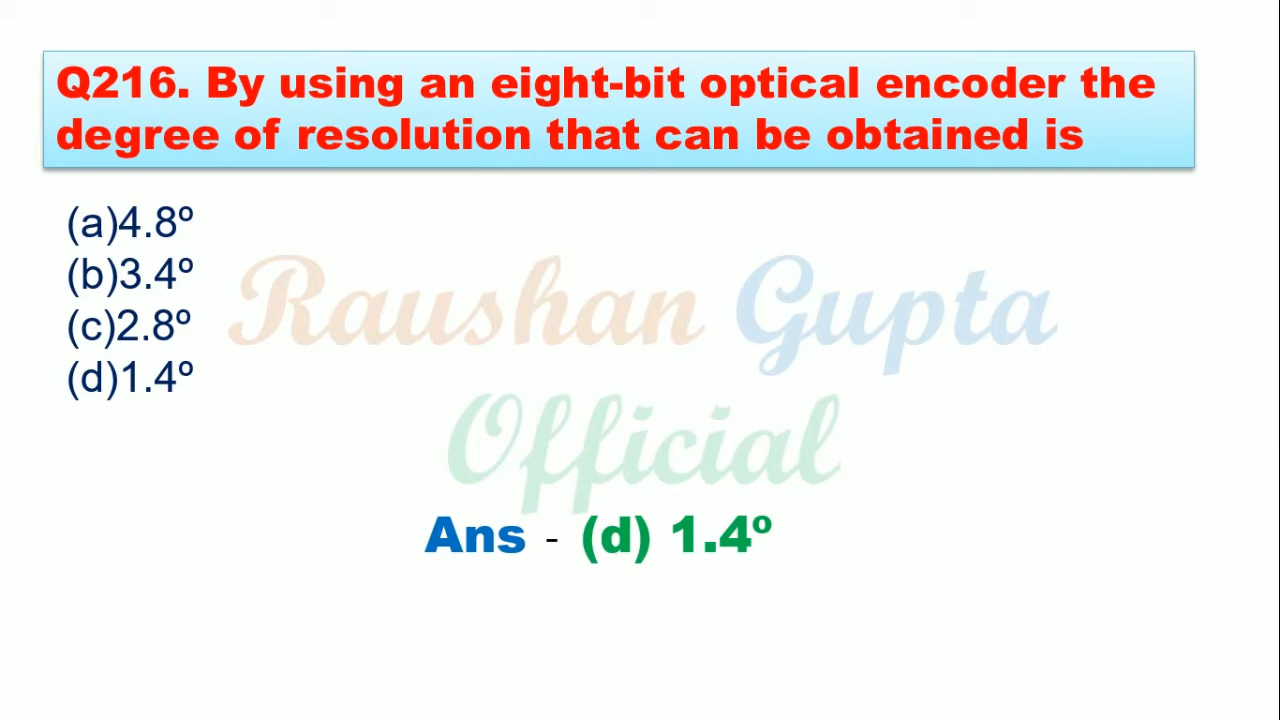 Q216. By using an eight-bit optical encoder the
degree of resolution that can be obtained is
(a)4.8º
(b)3.4º
(c)2.8º
(d)1.4º
Raushan Gupta
Official
Ans - (d) 1.4º